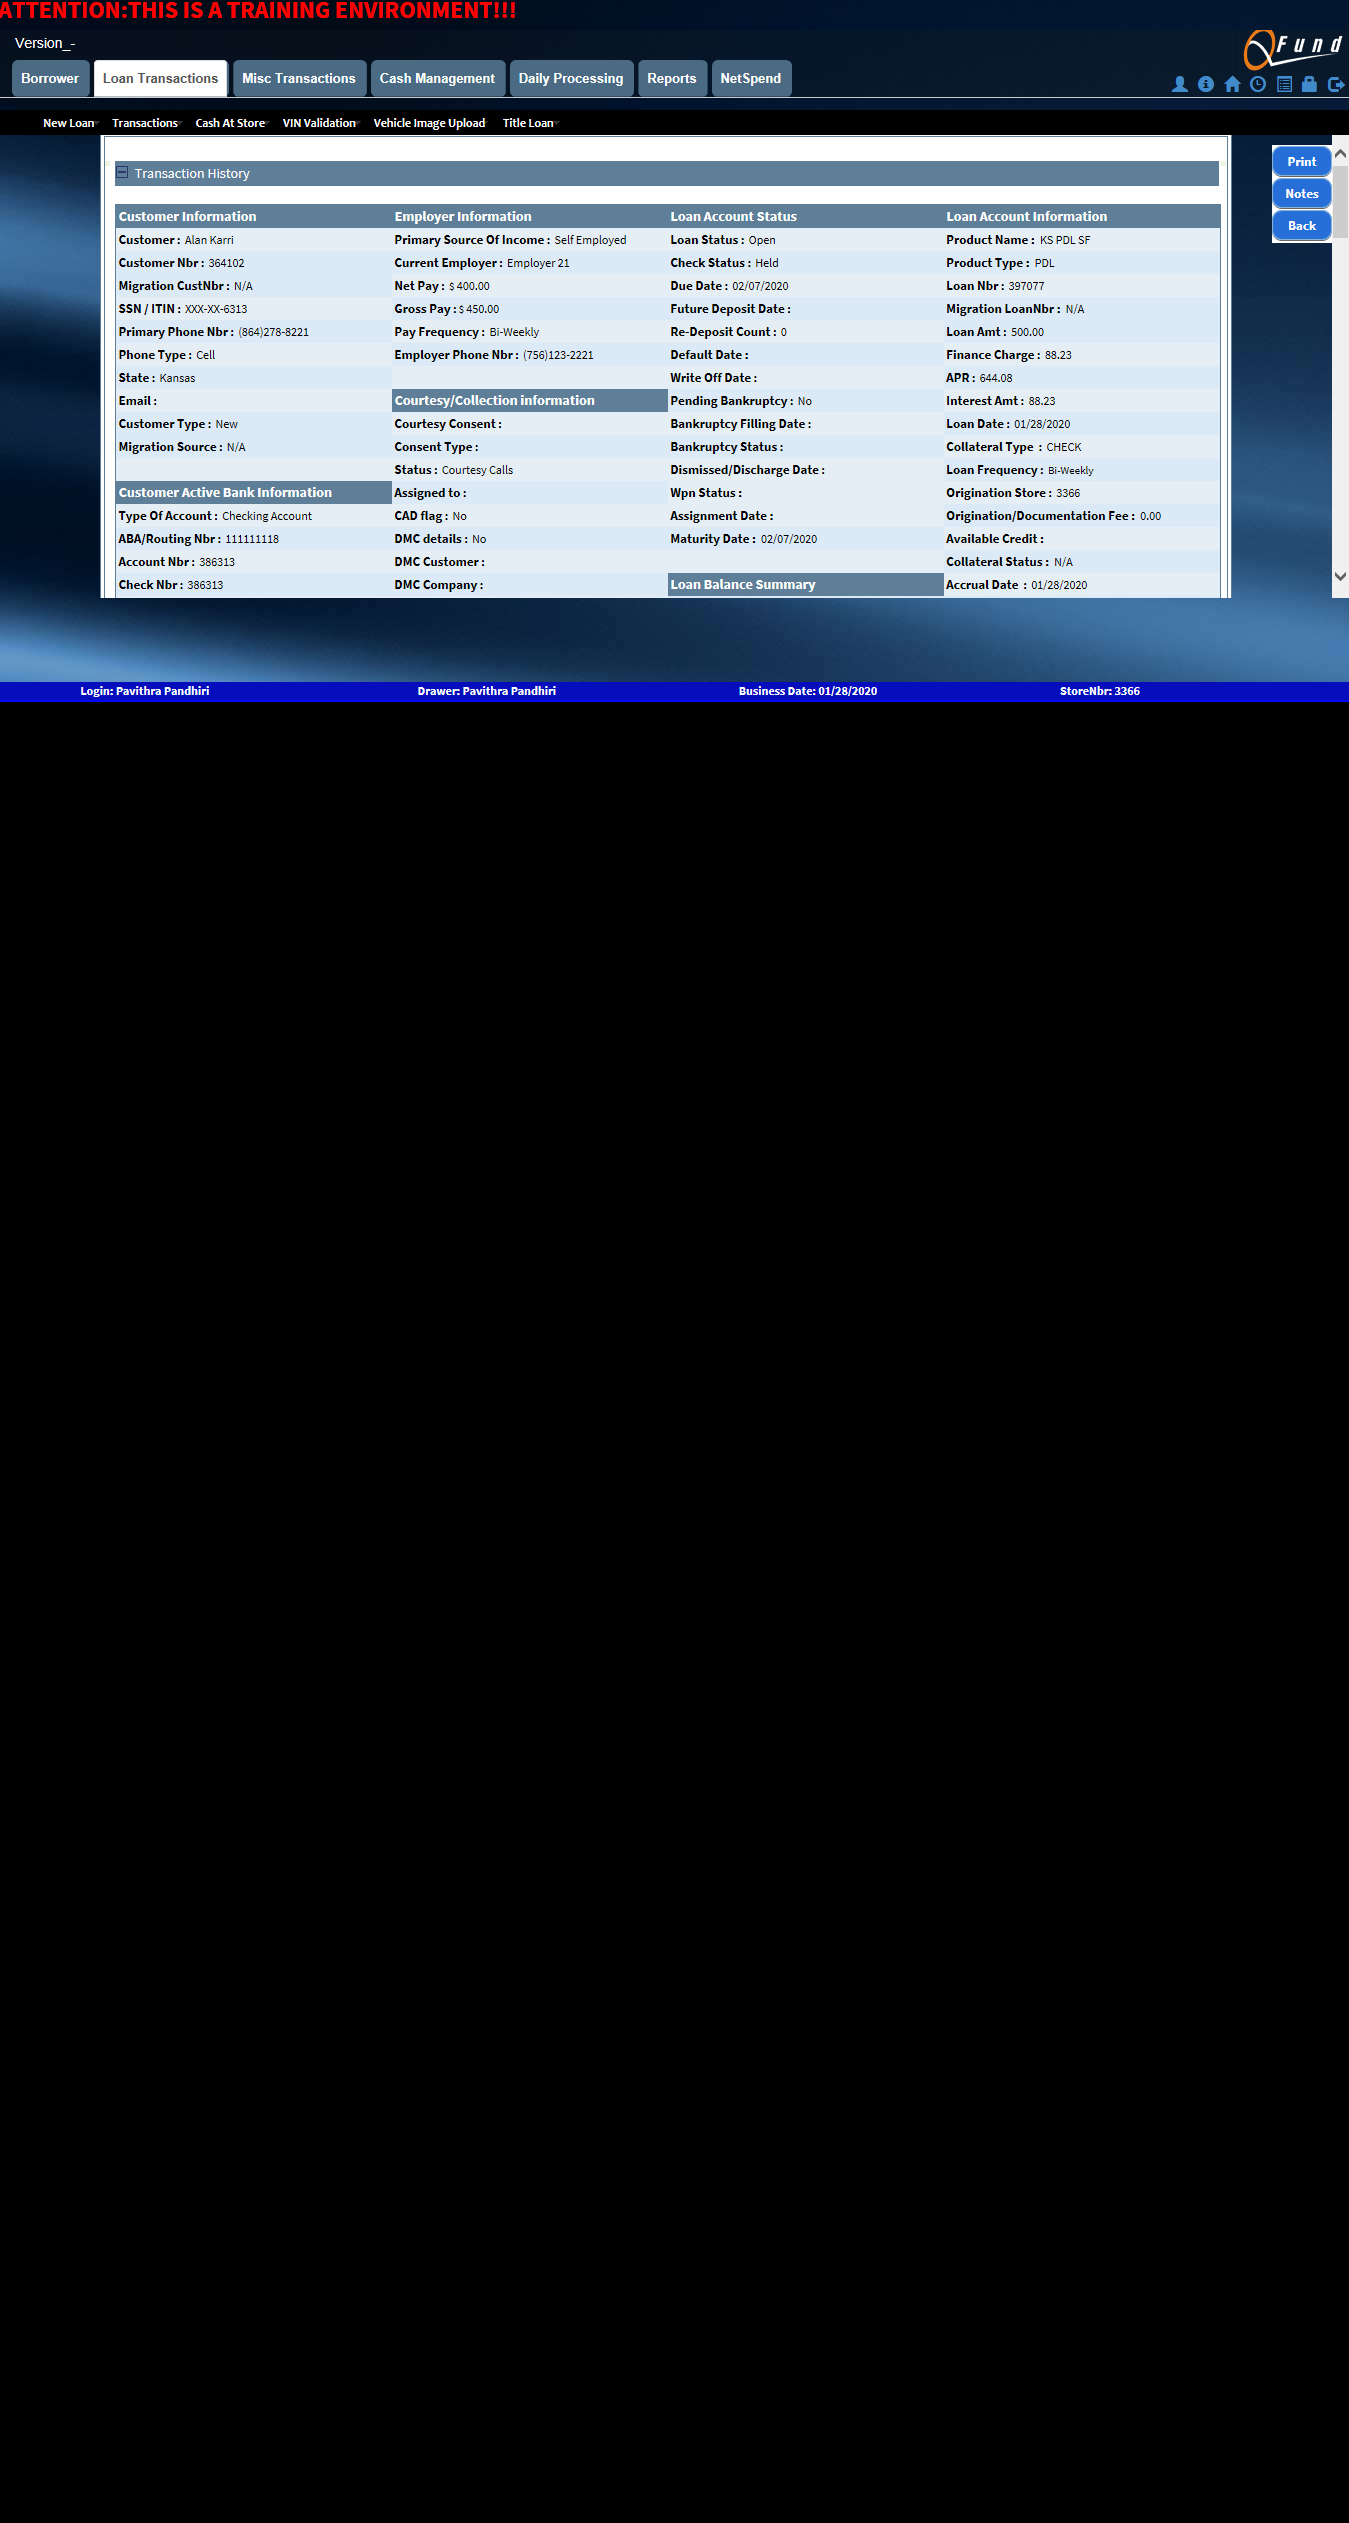 ATTENTION:THIS IS A TRAINING ENVIRONMENT!!!
Version_-
QFund
Borrower Loan Transactions Misc Transactions Cash Management Daily Processing Reports NetSpend
New Loan Transactions Cash At Store VIN Validation Vehicle Image Upload Title Loan
Print
Notes
Back
Transaction History
Customer Information Employer Information Loan Account Status Loan Account Information
Customer : Alan Karri Primary Source Of Income : Self Employed Loan Status : Open Product Name : KS PDL SF
Customer Nbr : 364102 Current Employer : Employer 21 Check Status : Held Product Type : PDL
Migration CustNbr : N/A Net Pay : $ 400.00 Due Date : 02/07/2020 Loan Nbr : 397077
SSN / ITIN : XXX-XX-6313 Gross Pay : $ 450.00 Future Deposit Date : Migration LoanNbr : N/A
Primary Phone Nbr : (864)278-8221 Pay Frequency : Bi-Weekly Re-Deposit Count : 0 Loan Amt : 500.00
Phone Type : Cell Employer Phone Nbr : (756)123-2221 Default Date : Finance Charge : 88.23
State : Kansas Write Off Date : APR : 644.08
Email : Courtesy/Collection information Pending Bankruptcy : No Interest Amt : 88.23
Customer Type : New Courtesy Consent : Bankruptcy Filling Date : Loan Date : 01/28/2020
Migration Source : N/A Consent Type : Bankruptcy Status : Collateral Type : CHECK
Status : Courtesy Calls Dismissed/Discharge Date : Loan Frequency : Bi-Weekly
Customer Active Bank Information Assigned to : Wpn Status : Origination Store : 3366
Type Of Account : Checking Account CAD flag : No Assignment Date : Origination/Documentation Fee : 0.00
ABA/Routing Nbr : 111111118 DMC details : No Maturity Date : 02/07/2020 Available Credit :
Account Nbr : 386313 DMC Customer : Collateral Status : N/A
Check Nbr : 386313 DMC Company : Loan Balance Summary Accrual Date : 01/28/2020
Login: Pavithra Pandhiri Drawer: Pavithra Pandhiri Business Date: 01/28/2020 StoreNbr: 3366